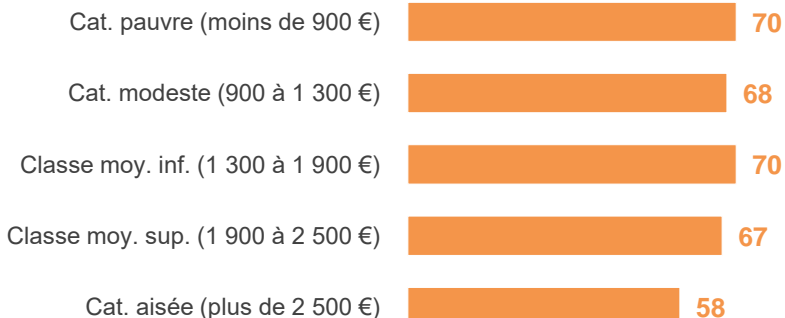 Cat. pauvre (moins de 900 €) 70
Cat. modeste (900 à 1 300 €) 68
Classe moy. inf. (1 300 à 1 900 €) 70
Classe moy. sup. (1 900 à 2 500 €) 67
Cat. aisée (plus de 2 500 €) 58